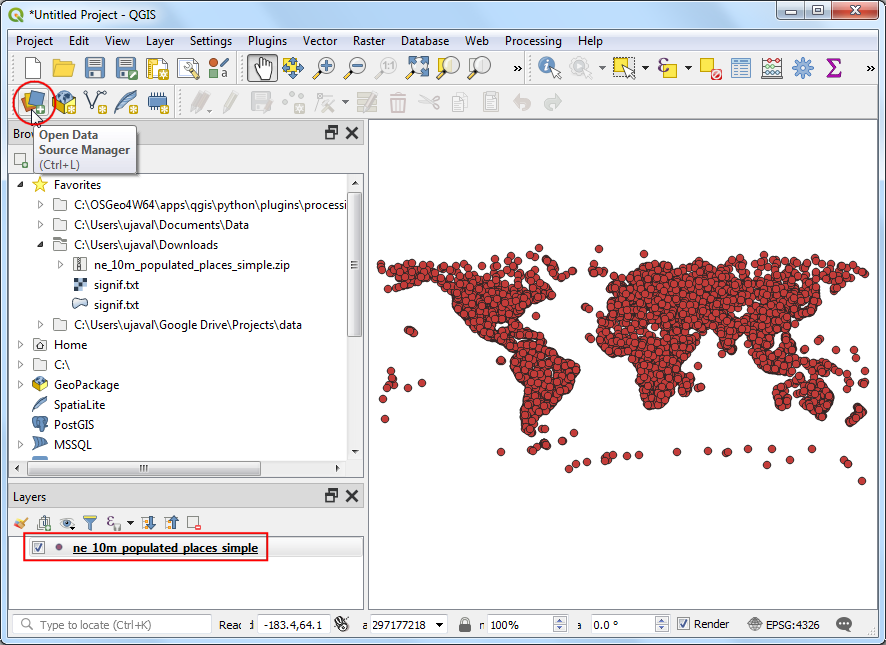 *Untitled Project - QGIS
Project Edit View Layer Settings Plugins Vector Raster Database Web Processing Help
Open Data
Source Manager
(Ctrl+L)
Favorites
C:\OSGeo4W64\apps\qgis\python\plugins\processi
C:\Users\ujaval\Documents\Data
C:\Users\ujaval\Downloads
ne_10m_populated_places_simple.zip
signif.txt
signif.txt
C:\Users\ujaval\Google Drive\Projects\data
Home
C:\
GeoPackage
SpatiaLite
PostGIS
MSSQL
Layers
ne_10m_populated_places_simple
Type to locate (Ctrl+K) Read -183.4,64.1 297177218 100% 0.0 ° Render EPSG:4326